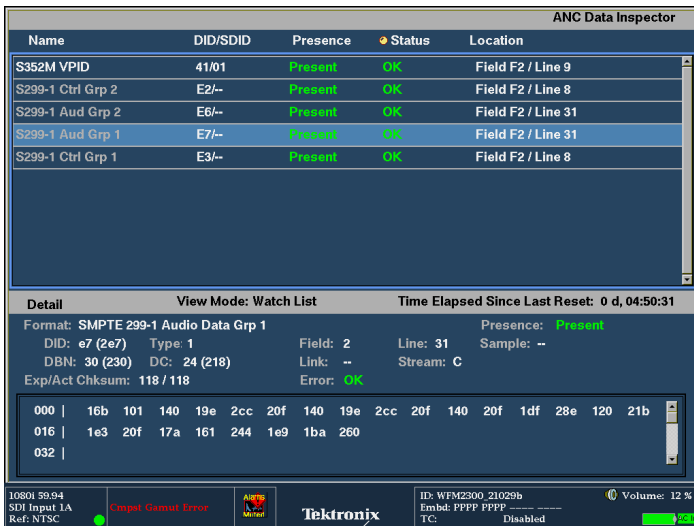 ANC Data Inspector
Name DID/SDID Presence Status Location
S352M VPID 41/01 Present OK Field F2 / Line 9
S299-1 Ctrl Grp 2 E2/-- Present OK Field F2 / Line 8
S299-1 Aud Grp 2 E6/-- Present OK Field F2 / Line 31
S299-1 Aud Grp 1 E7/-- Present OK Field F2 / Line 31
S299-1 Ctrl Grp 1 E3/-- Present OK Field F2 / Line 8
Detail View Mode: Watch List Time Elapsed Since Last Reset: 0 d, 04:50:31
Format: SMPTE 299-1 Audio Data Grp 1 Presence: Present
DID: e7 (2e7) Type: 1 Field: 2 Line: 31 Sample: --
DBN: 30 (230) DC: 24 (218) Link: -- Stream: C
Exp/Act Chksum: 118 / 118 Error: OK
000 | 16b 101 140 19e 2cc 20f 140 19e 2cc 20f 140 20f 1df 28e 120 21b
016 | 1e3 20f 17a 161 244 1e9 1ba 260
032 |
1080i 59.94 Alarms ID: WFM2300_21029b Volume: 12 %
SDI Input 1A Cmpst Gamut Error Muted Tektronix Embd: PPPP PPPP ---- ----
Ref: NTSC TC: Disabled